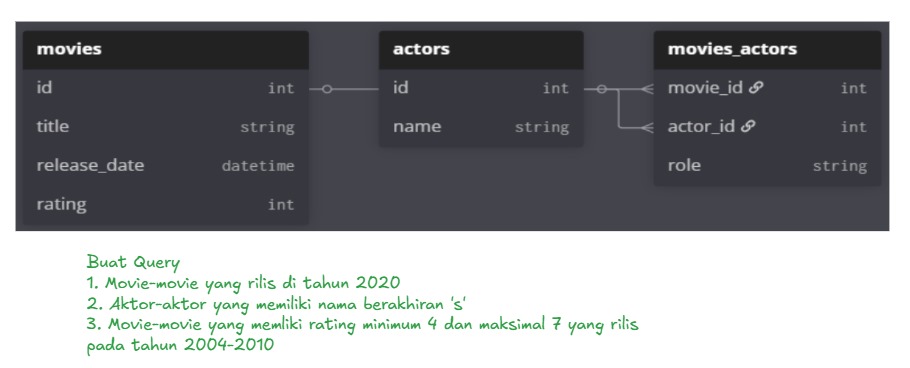 movies actors movies_actors
id int id int movie_id int
title string name string actor_id int
release_date datetime role string
rating int
Buat Query
1. Movie-movie yang rilis di tahun 2020
2. Aktor-aktor yang memiliki nama berakhiran 's'
3. Movie-movie yang memliki rating minimum 4 dan maksimal 7 yang rilis
pada tahun 2004-2010